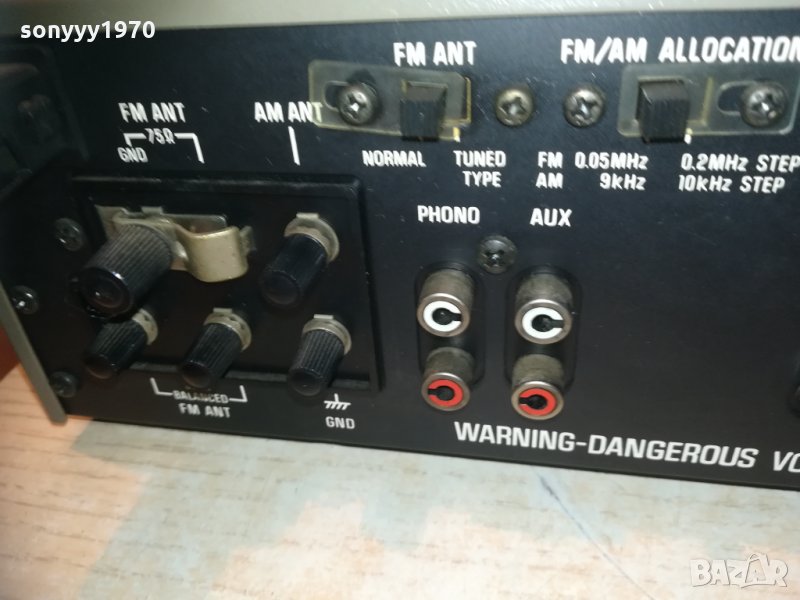 sonyyy1970
FM ANT
FM/AM ALLOCATION
FM ANT
75Ω
GND
AM ANT
NORMAL
TUNED TYPE
FM 0.05MHz 0.2MHz STEP
AM 9kHz 10kHz STEP
PHONO
AUX
BALANCED
FM ANT
GND
WARNING-DANGEROUS
BAZAR